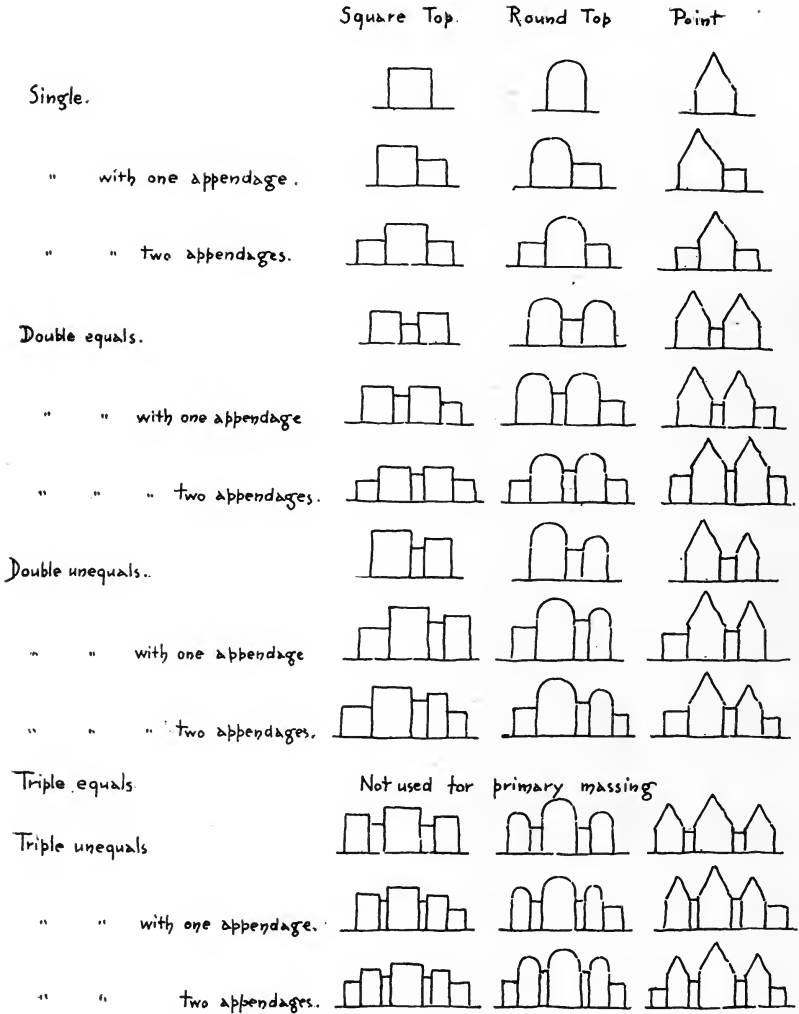 Square Top. Round Top Point
Single.
" with one appendage.
" " two appendages.
Double equals.
" " with one appendage
" " " two appendages.
Double unequals.
" " with one appendage
" " " two appendages.
Triple equals Not used for primary massing
Triple unequals
" " with one appendage.
" " two appendages.